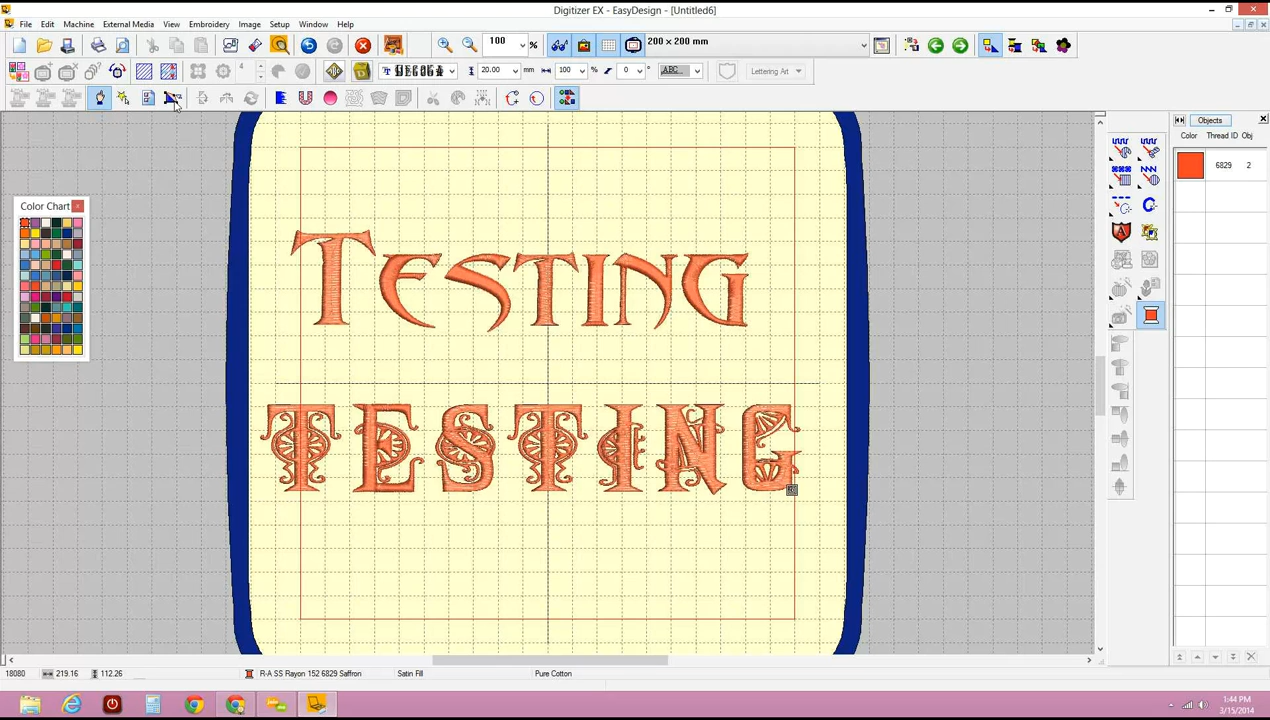 Digitizer EX - EasyDesign - [Untitled6]
File Edit Machine External Media View Embroidery Image Setup Window Help
100 % 200 x 200 mm
4 20.00 mm 100 % 0 ° ABC Lettering Art
Objects
Color Thread ID Obj
6829 2
Color Chart
TESTING
TESTING
18080 219.16 112.26 R-A SS Rayon 152 6829 Saffron Satin Fill Pure Cotton
1:44 PM
3/15/2014